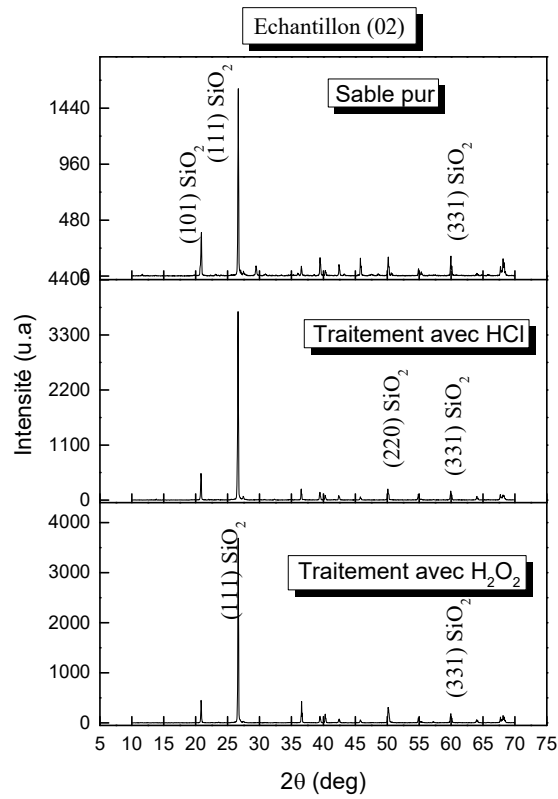 Echantillon (02)
Sable pur
(101) SiO₂
(111) SiO₂
(331) SiO₂
1440
960
480
0
Traitement avec HCl
(220) SiO₂
(331) SiO₂
4400
3300
2200
1100
0
Traitement avec H₂O₂
(111) SiO₂
(331) SiO₂
4000
3000
2000
1000
0
Intensité (u.a)
5 10 15 20 25 30 35 40 45 50 55 60 65 70 75
2θ (deg)